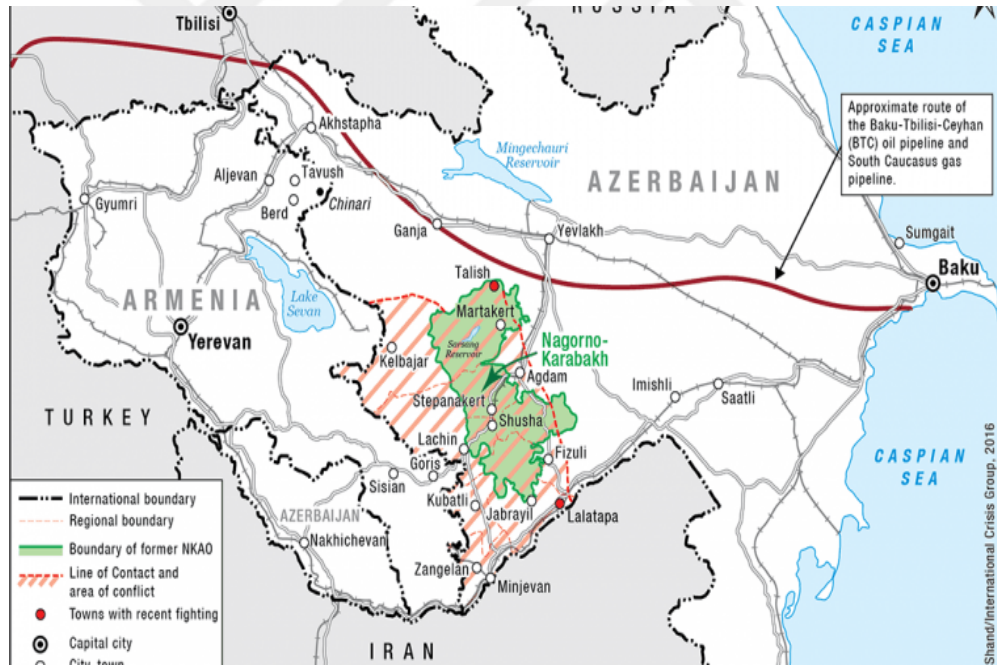 RUSSIA
Tbilisi
CASPIAN
SEA
Approximate route of
the Baku-Tbilisi-Ceyhan
(BTC) oil pipeline and
South Caucasus gas
pipeline.
Akhstapha
Mingechauri
Reservoir
AZERBAIJAN
Aljevan
Tavush
Gyumri
Berd
Chinari
Ganja
Yevlakh
Sumgait
Baku
Talish
ARMENIA
Lake
Sevan
Martakert
Yerevan
Sarsang
Reservoir
Nagorno-
Karabakh
Kelbajar
Agdam
Imishli
Saatli
Stepanakert
TURKEY
Shusha
Lachin
Fizuli
CASPIAN
SEA
Goris
Sisian
Kubatli
Jabrayil
Lalatapa
AZERBAIJAN
Nakhichevan
Zangelan
Minjevan
IRAN
International boundary
Regional boundary
Boundary of former NKAO
Line of Contact and
area of conflict
Towns with recent fighting
Capital city
City, town
Shand/International Crisis Group, 2016